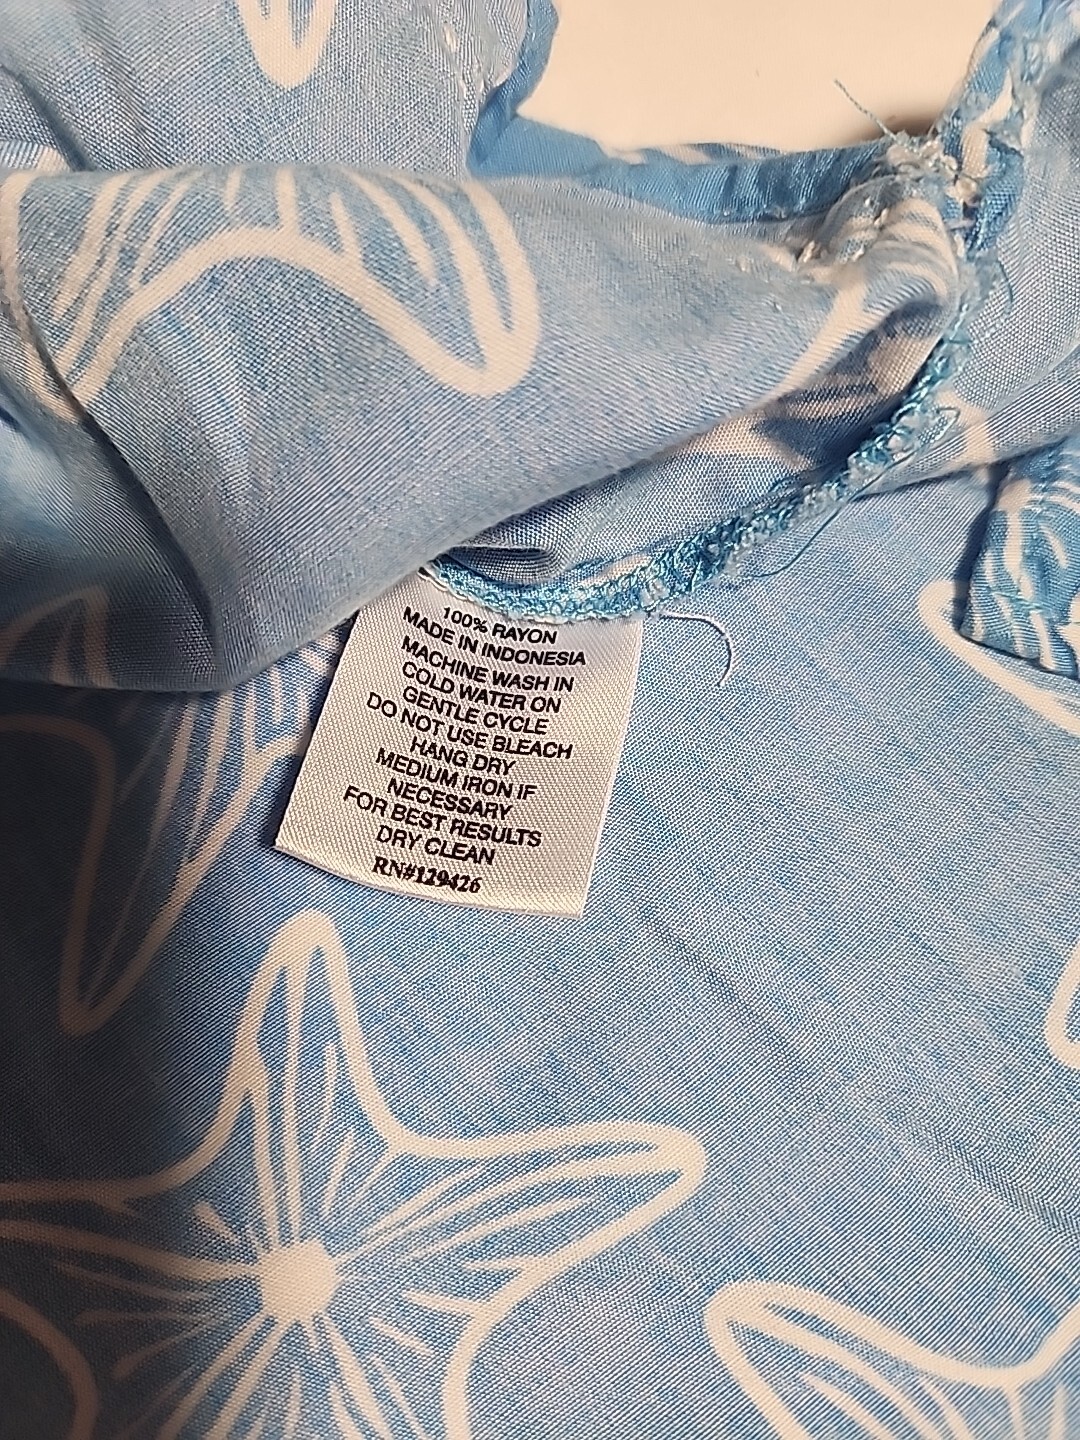 100% RAYON
MADE IN INDONESIA
MACHINE WASH IN
COLD WATER ON
GENTLE CYCLE
DO NOT USE BLEACH
HANG DRY
MEDIUM IRON IF
NECESSARY
FOR BEST RESULTS
DRY CLEAN
RN#129426